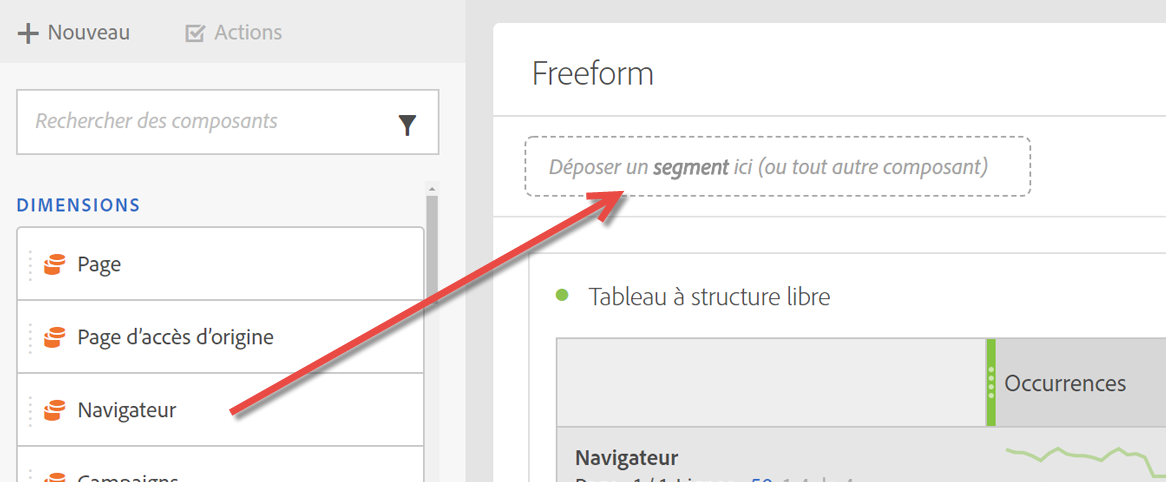 Nouveau
Actions
Rechercher des composants
DIMENSIONS
Page
Page d’accès d’origine
Navigateur
Campaigns
Freeform
Déposer un segment ici (ou tout autre composant)
Tableau à structure libre
Occurrences
Navigateur